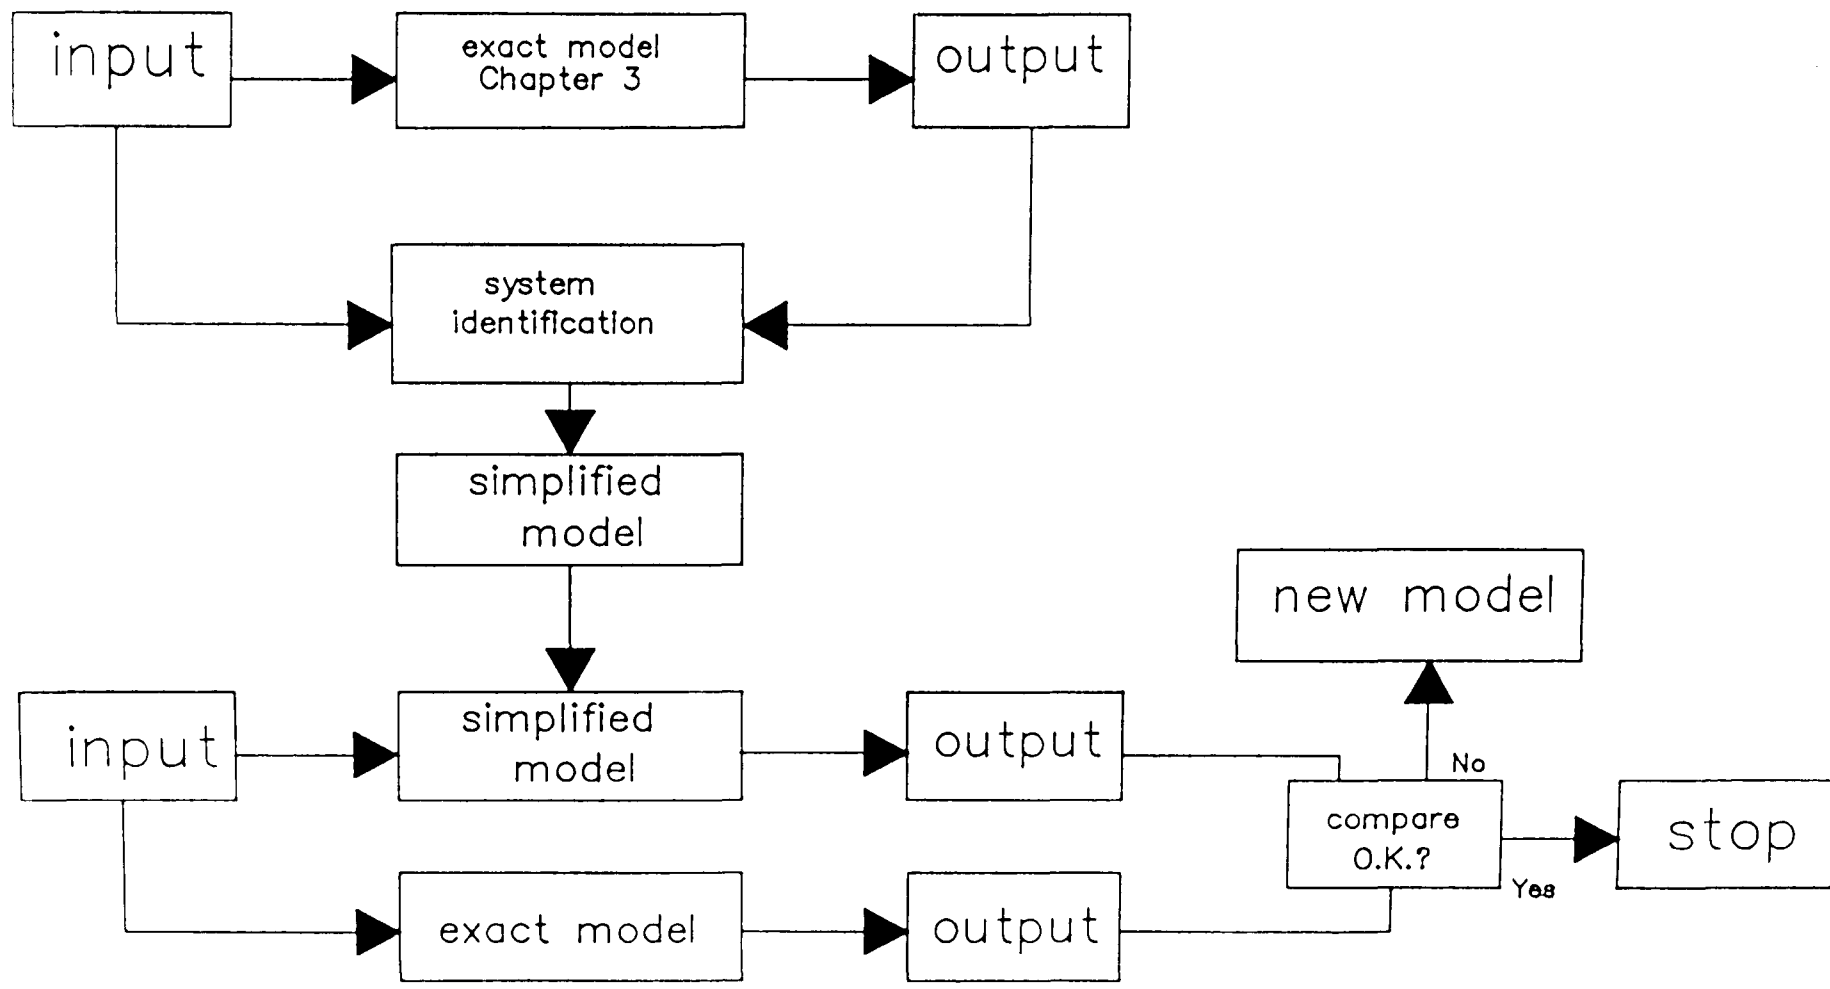 input
exact model
Chapter 3
output
system
identification
simplified
model
new model
input
simplified
model
output
No
compare
O.K.?
Yes
stop
exact model
output